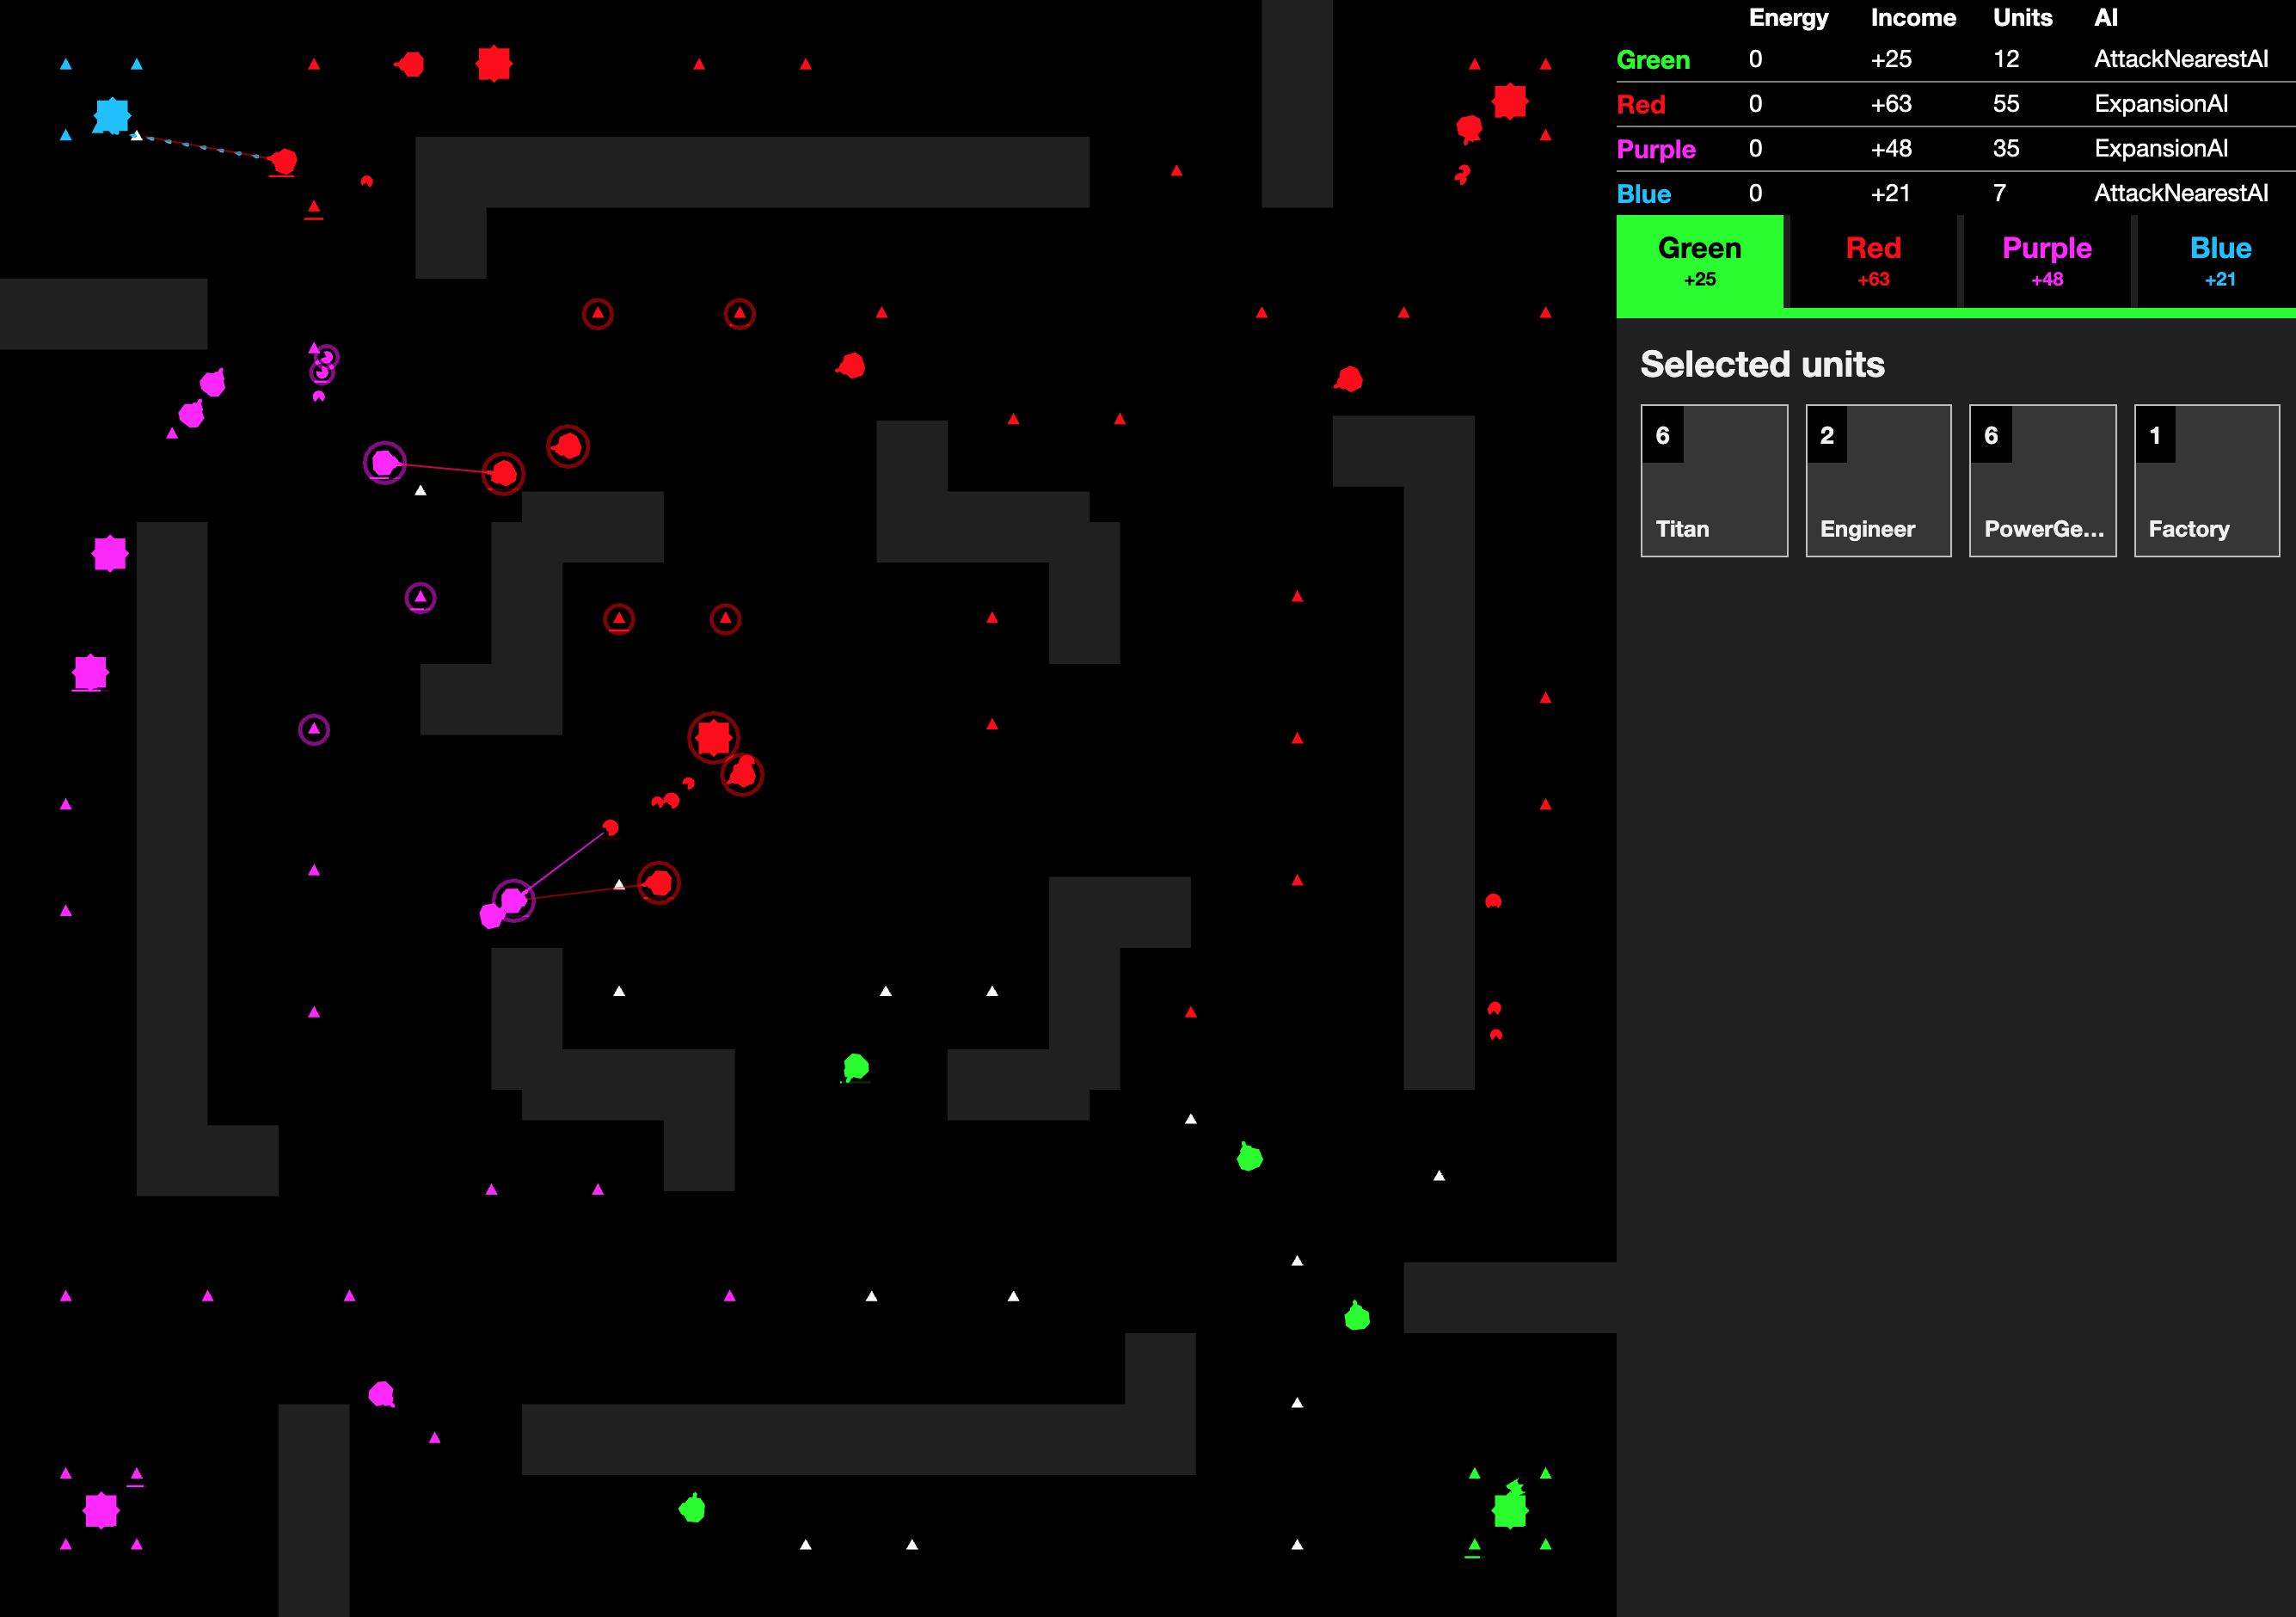 Energy Income Units AI
Green 0 +25 12 AttackNearestAI
Red 0 +63 55 ExpansionAI
Purple 0 +48 35 ExpansionAI
Blue 0 +21 7 AttackNearestAI
Green Red Purple Blue
+25 +63 +48 +21
Selected units
6 2 6 1
Titan Engineer PowerGe... Factory